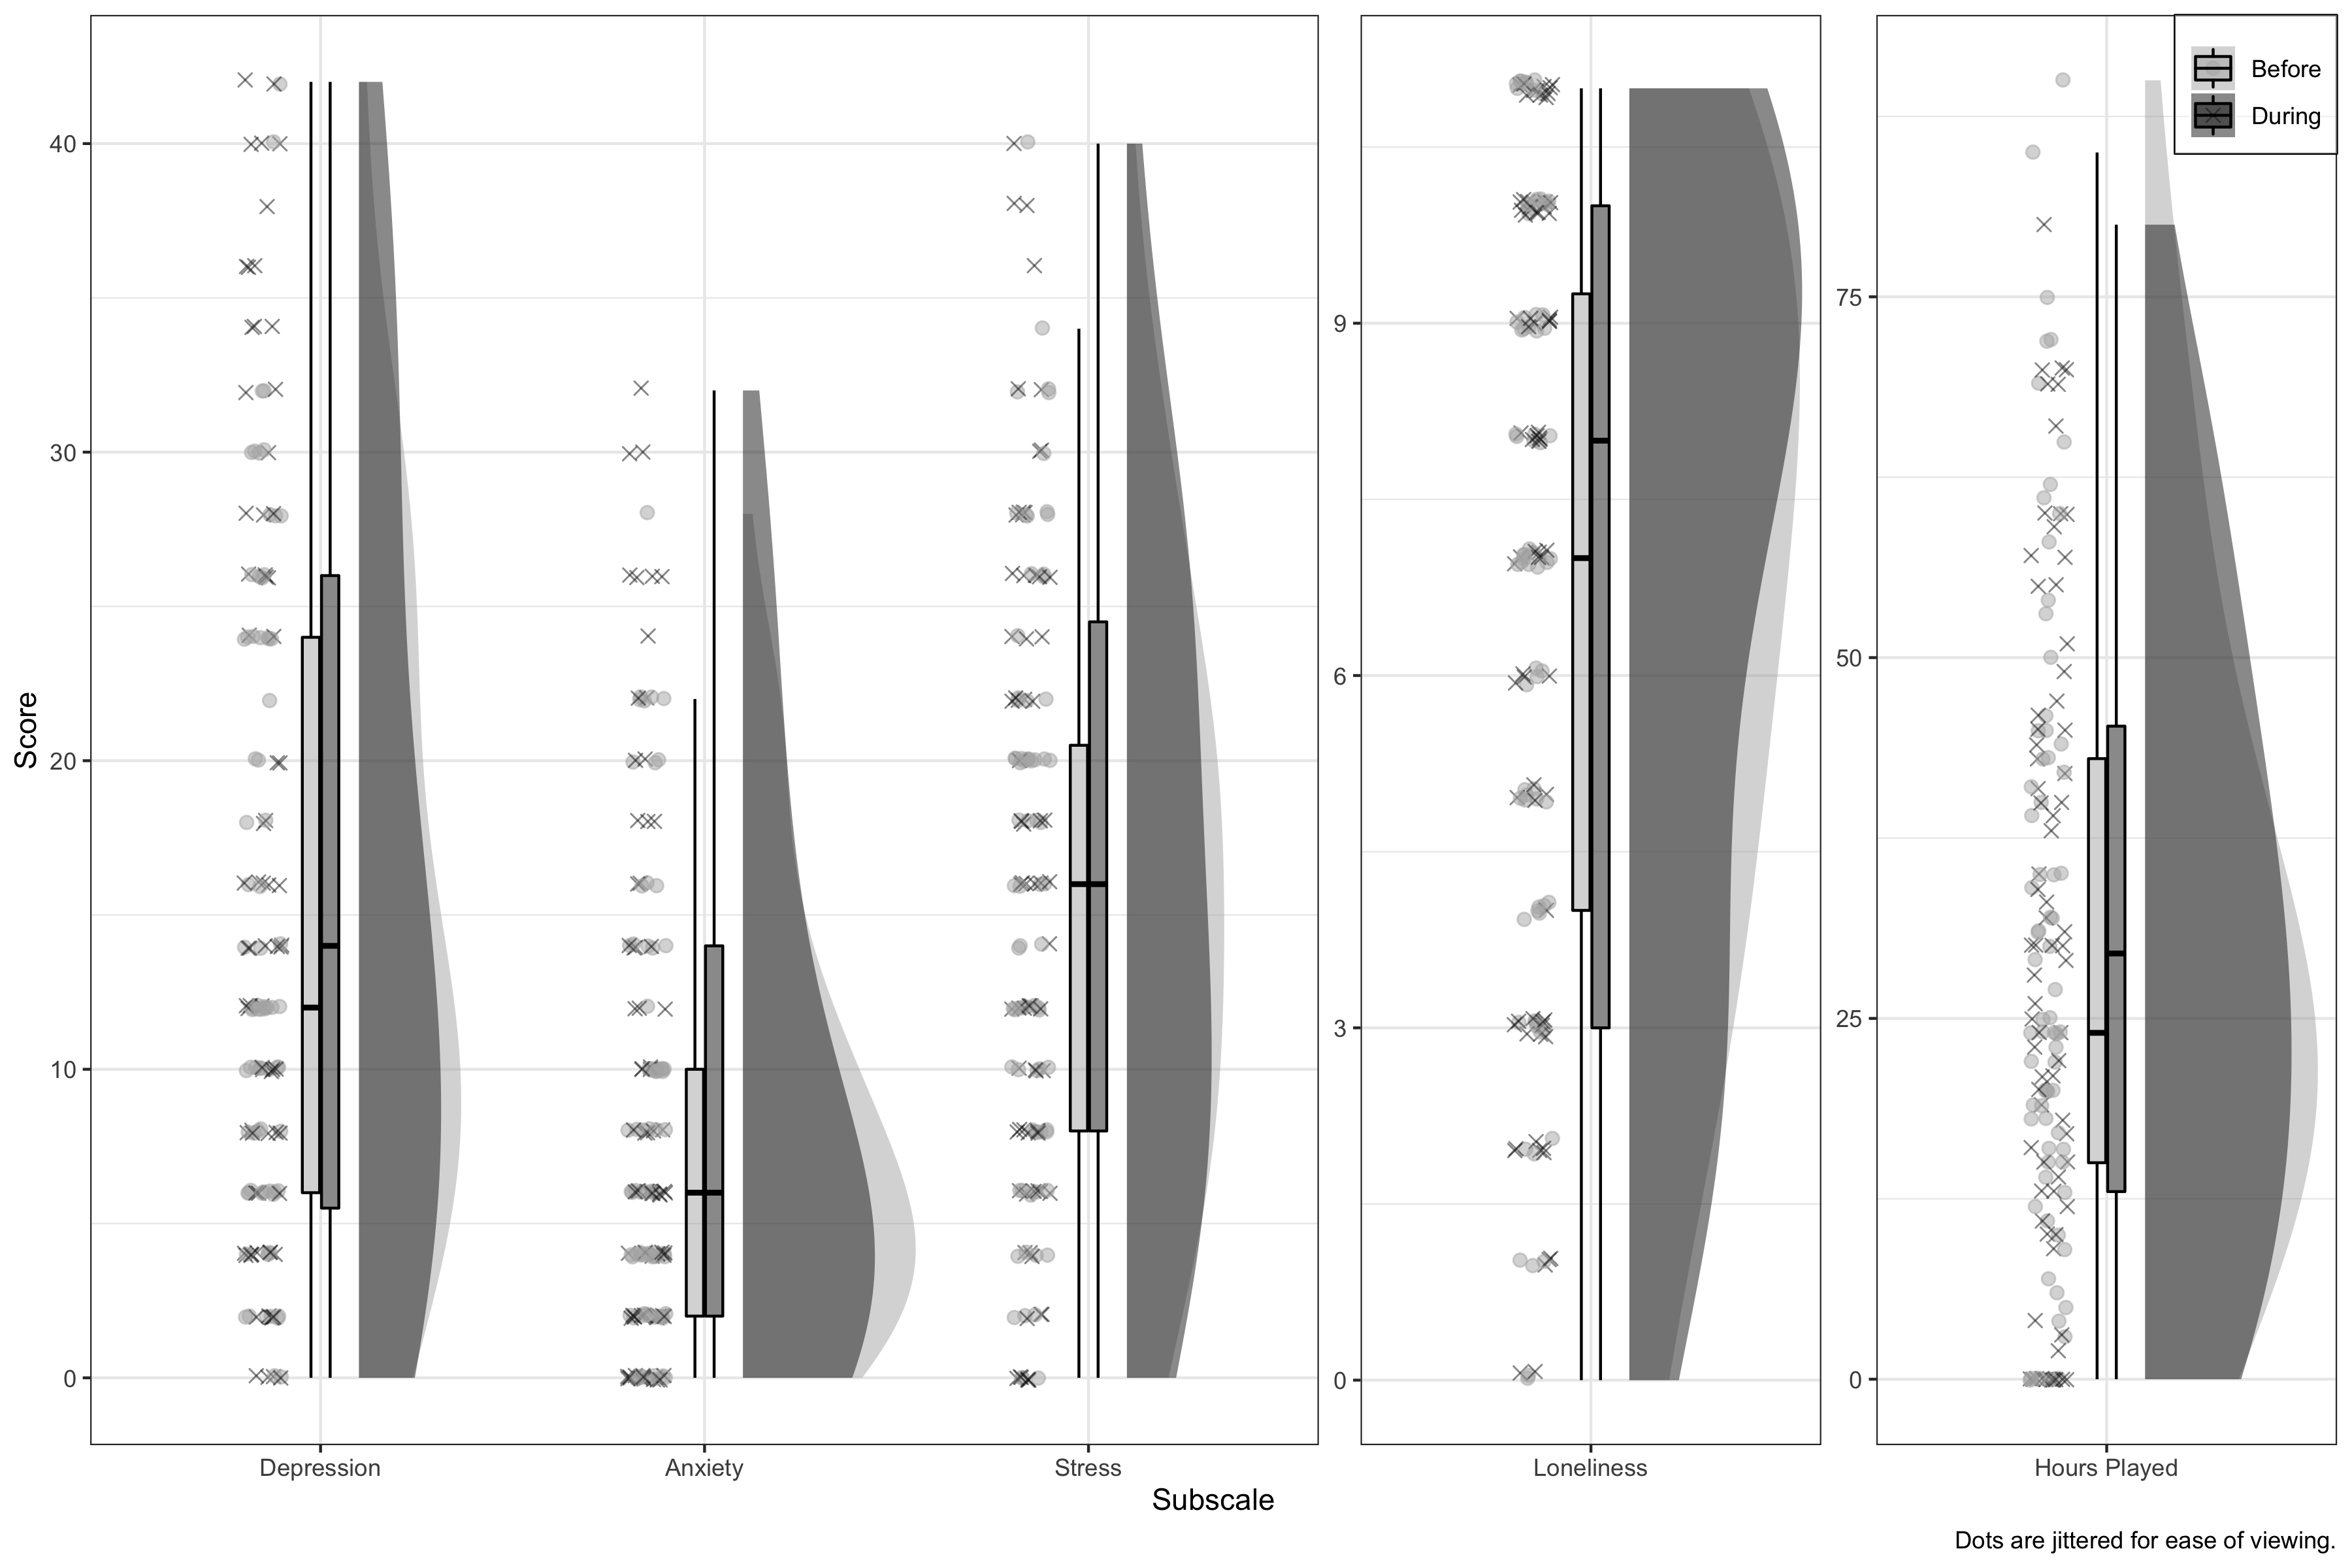 Before
During
Score
40
30
20
10
0
9
6
3
0
75
50
25
0
Depression
Anxiety
Stress
Loneliness
Hours Played
Subscale
Dots are jittered for ease of viewing.